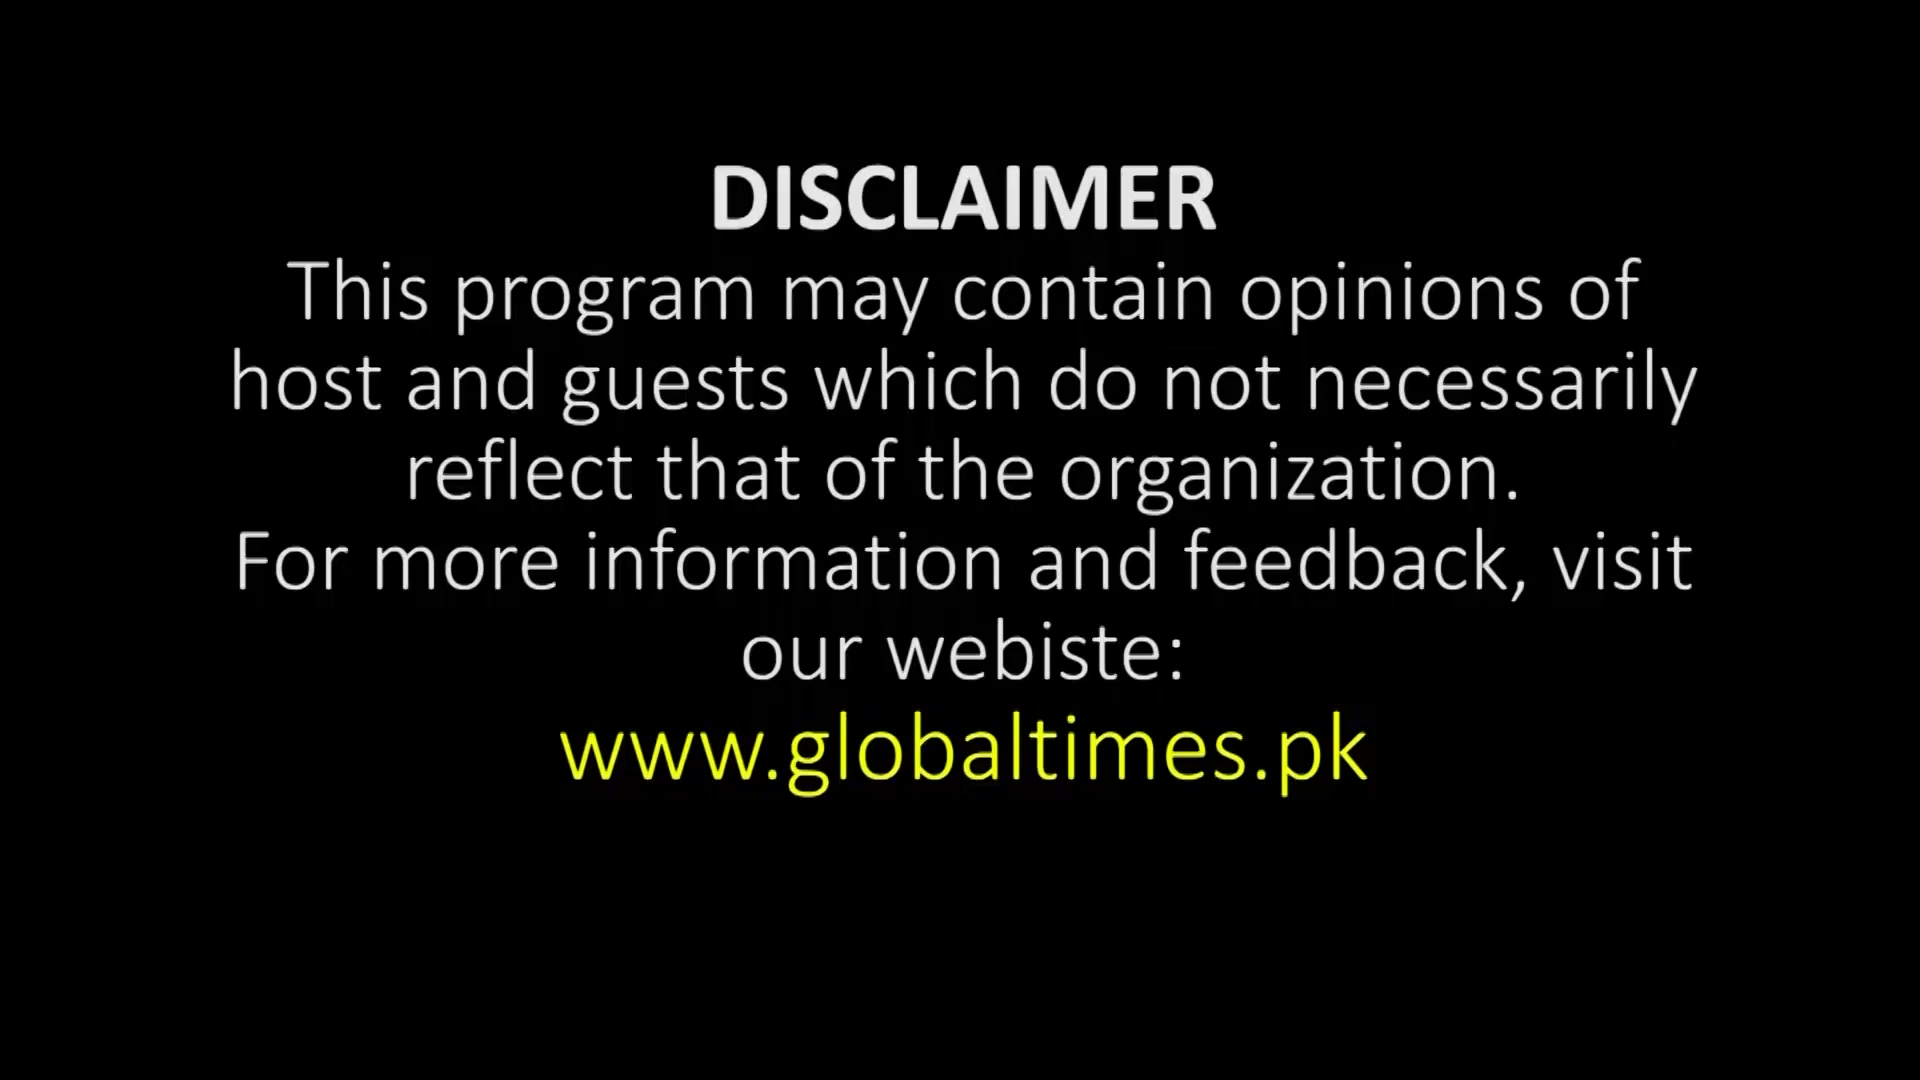 DISCLAIMER
This program may contain opinions of
host and guests which do not necessarily
reflect that of the organization.
For more information and feedback, visit
our webiste:
www.globaltimes.pk